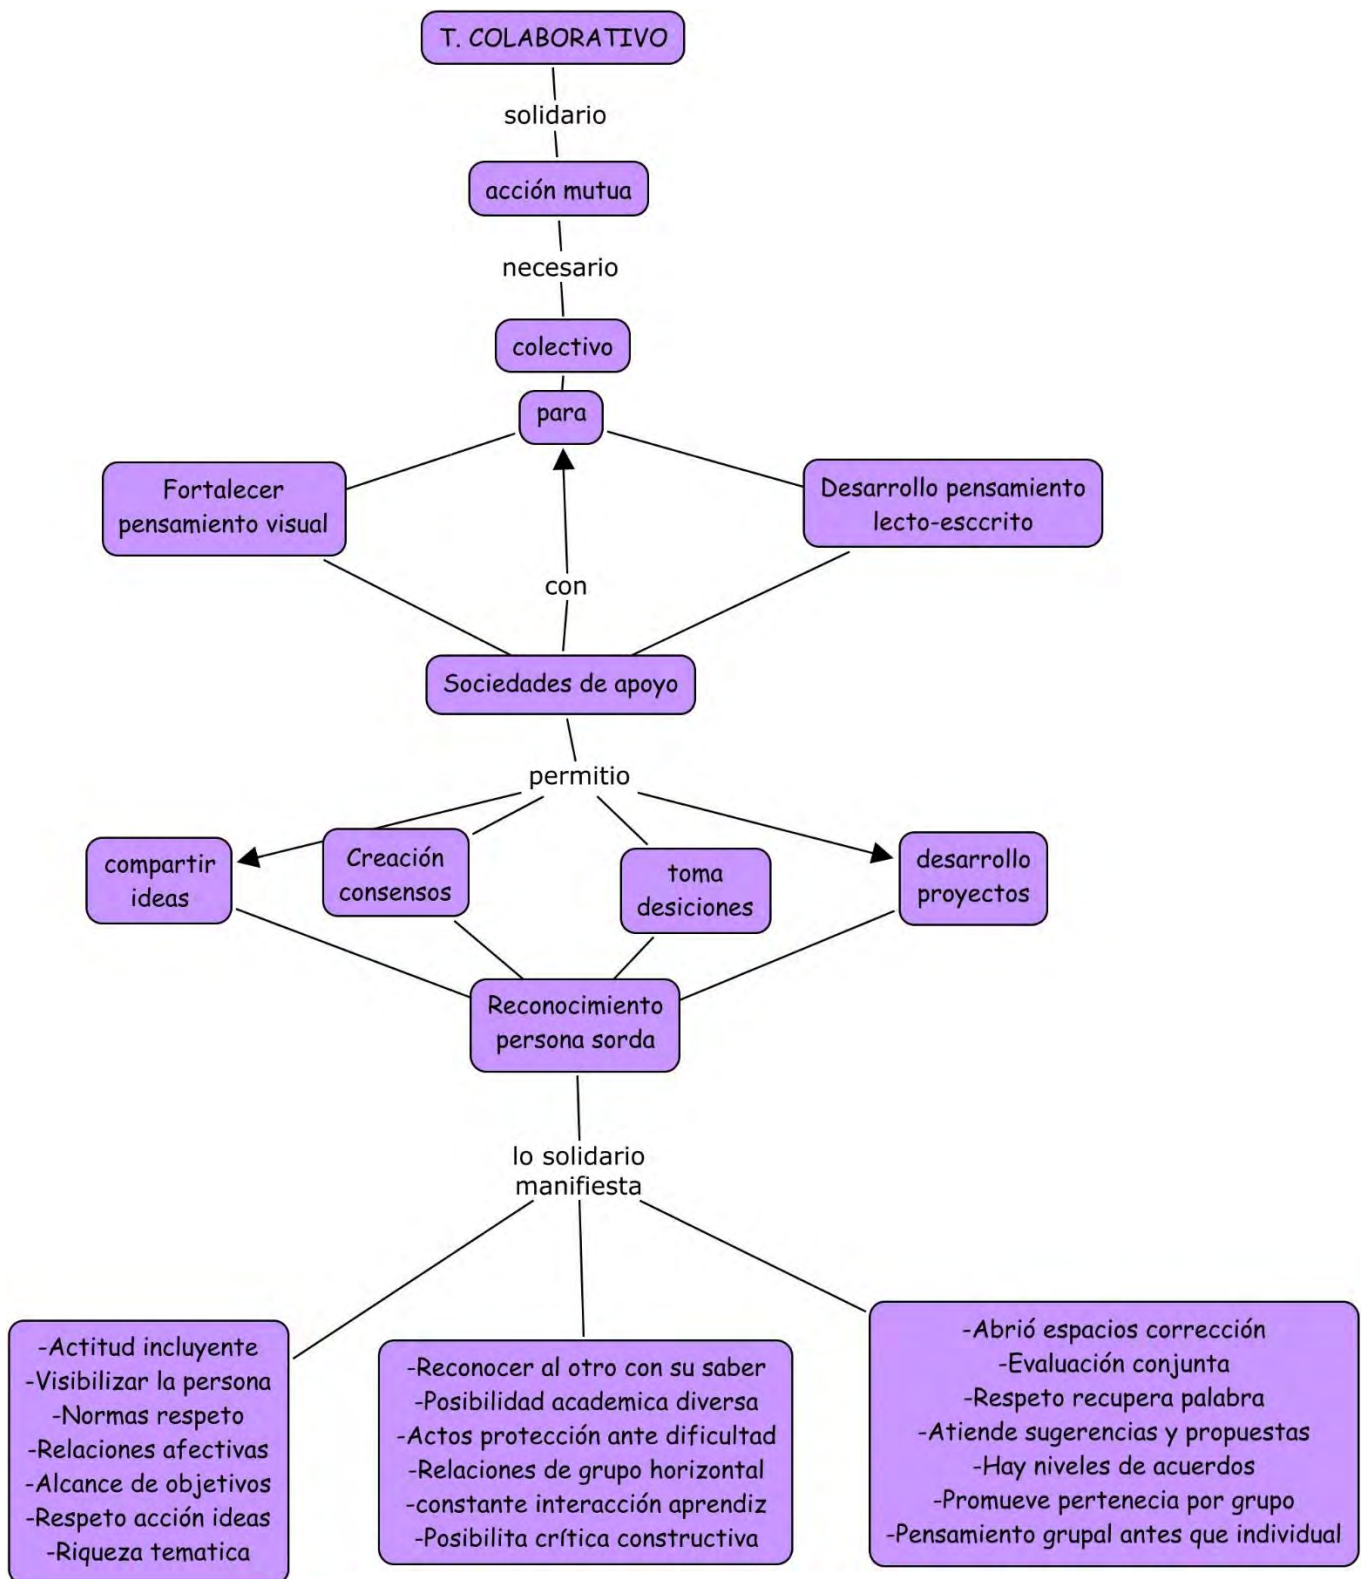 T. COLABORATIVO
solidario
acción mutua
necesario
colectivo
para
Fortalecer
pensamiento visual
Desarrollo pensamiento
lecto-esccrito
con
Sociedades de apoyo
permitio
compartir
ideas
Creación
consensos
toma
desiciones
desarrollo
proyectos
Reconocimiento
persona sorda
lo solidario
manifiesta
-Actitud incluyente
-Visibilizar la persona
-Normas respeto
-Relaciones afectivas
-Alcance de objetivos
-Respeto acción ideas
-Riqueza tematica
-Reconocer al otro con su saber
-Posibilidad academica diversa
-Actos protección ante dificultad
-Relaciones de grupo horizontal
-constante interacción aprendiz
-Posibilita crítica constructiva
-Abrió espacios corrección
-Evaluación conjunta
-Respeto recupera palabra
-Atiende sugerencias y propuestas
-Hay niveles de acuerdos
-Promueve pertenecia por grupo
-Pensamiento grupal antes que individual